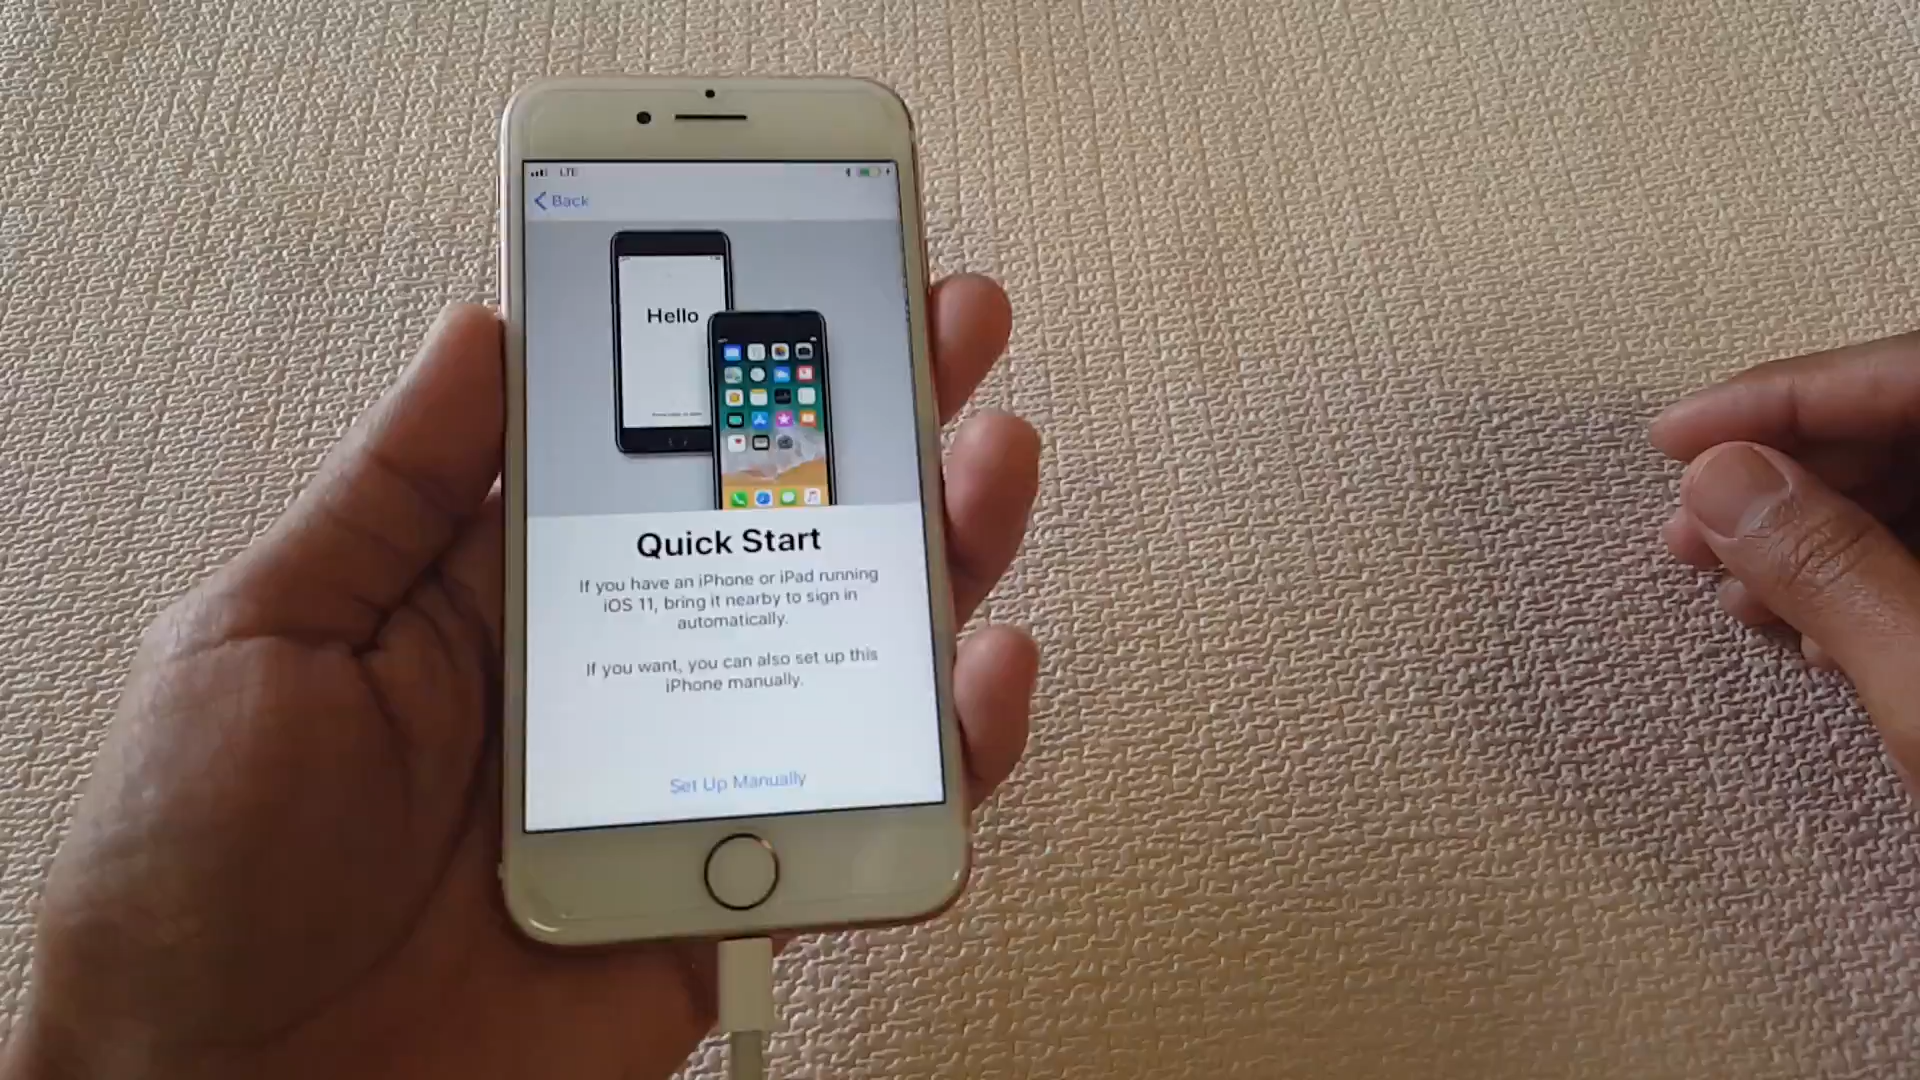 LTE
Back
Hello
Quick Start
If you have an iPhone or iPad running
iOS 11, bring it nearby to sign in
automatically.
If you want, you can also set up this
iPhone manually.
Set Up Manually